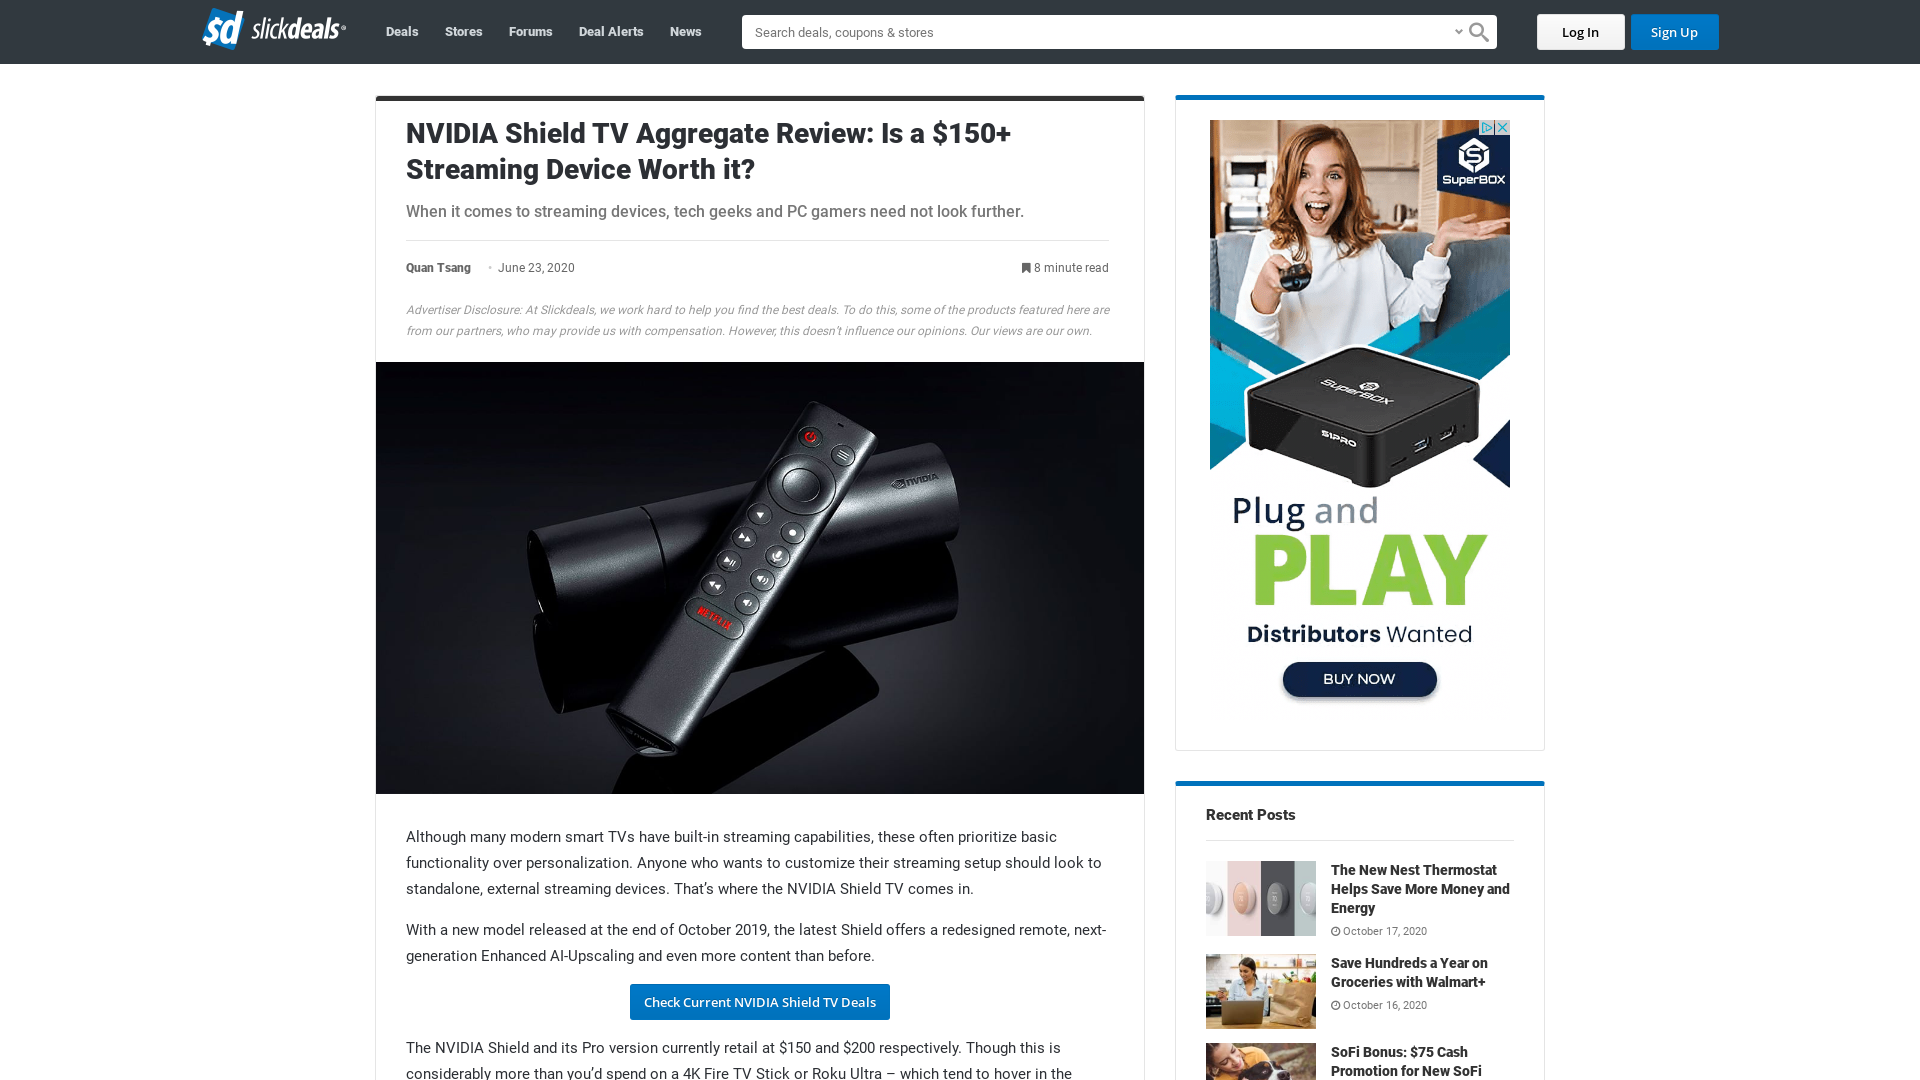 sd slickdeals
Deals
Stores
Forums
Deal Alerts
News
Search deals, coupons & stores
Log In
Sign Up
NVIDIA Shield TV Aggregate Review: Is a $150+
Streaming Device Worth it?
When it comes to streaming devices, tech geeks and PC gamers need not look further.
Quan Tsang • June 23, 2020
8 minute read
Advertiser Disclosure: At Slickdeals, we work hard to help you find the best deals. To do this, some of the products featured here are
from our partners, who may provide us with compensation. However, this doesn't influence our opinions. Our views are our own.
NVIDIA
NETFLIX
Although many modern smart TVs have built-in streaming capabilities, these often prioritize basic
functionality over personalization. Anyone who wants to customize their streaming setup should look to
standalone, external streaming devices. That’s where the NVIDIA Shield TV comes in.
With a new model released at the end of October 2019, the latest Shield offers a redesigned remote, next-
generation Enhanced AI-Upscaling and even more content than before.
Check Current NVIDIA Shield TV Deals
The NVIDIA Shield and its Pro version currently retail at $150 and $200 respectively. Though this is
considerably more than you’d spend on a 4K Fire TV Stick or Roku Ultra – which tend to hover in the
SUPERBOX
SUPERBOX
S1PRO
Plug and
PLAY
Distributors Wanted
BUY NOW
Recent Posts
The New Nest Thermostat
Helps Save More Money and
Energy
October 17, 2020
Save Hundreds a Year on
Groceries with Walmart+
October 16, 2020
SoFi Bonus: $75 Cash
Promotion for New SoFi